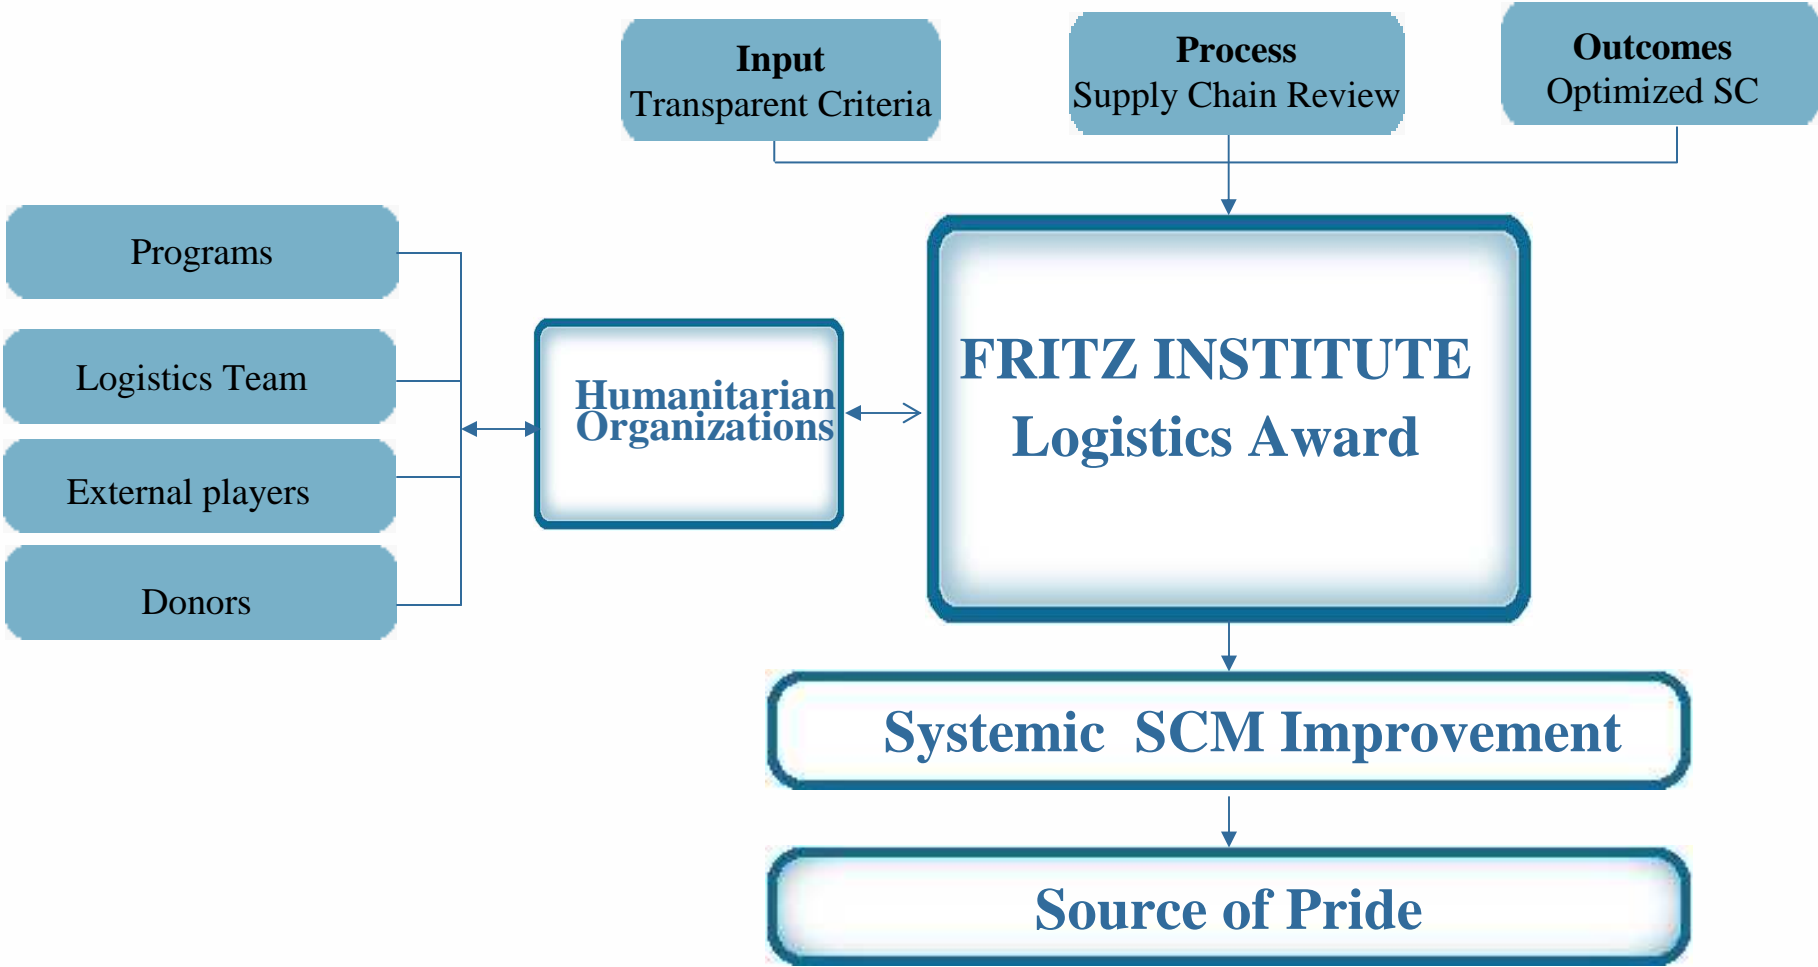 Input
Transparent Criteria
Process
Supply Chain Review
Outcomes
Optimized SC
Programs
Logistics Team
External players
Donors
Humanitarian
Organizations
FRITZ INSTITUTE
Logistics Award
Systemic SCM Improvement
Source of Pride